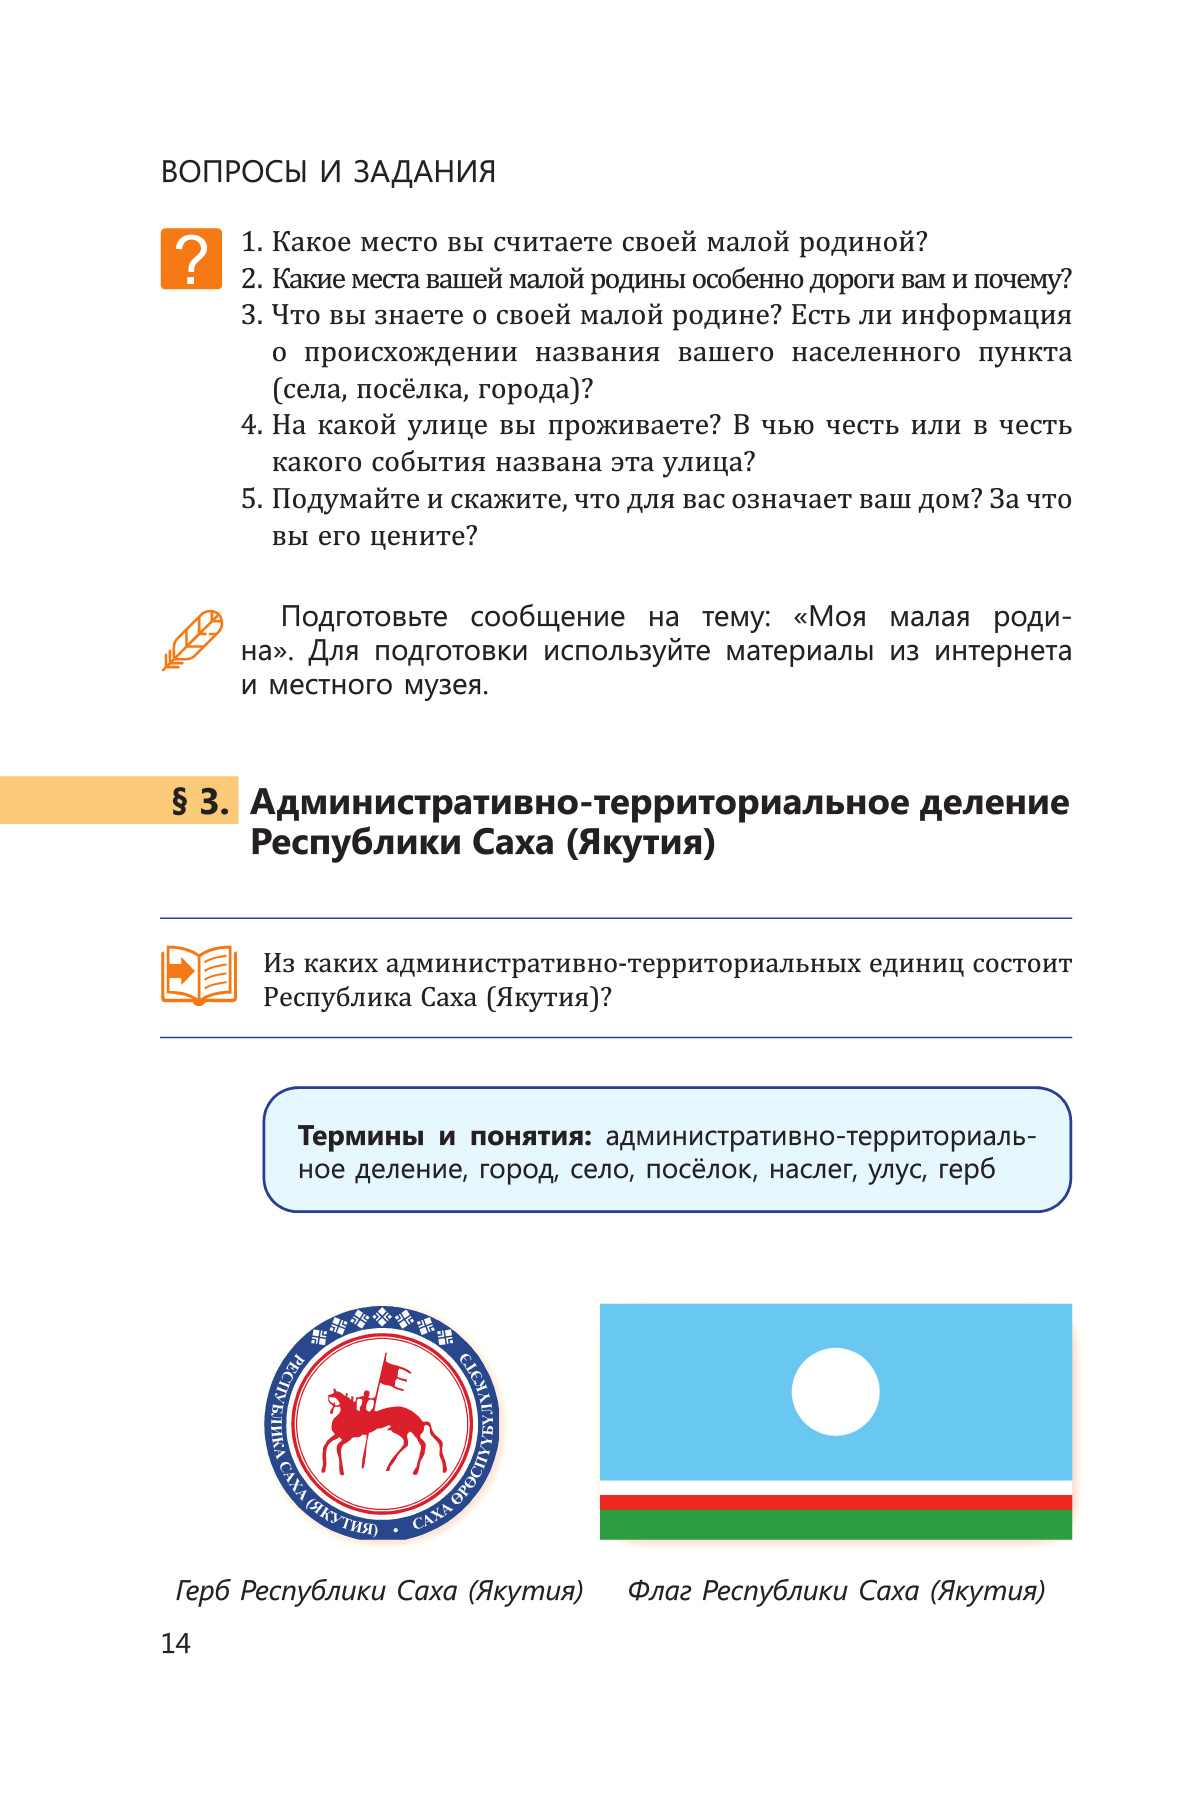 ВОПРОСЫ И ЗАДАНИЯ
?
1. Какое место вы считаете своей малой родиной?
2. Какие места вашей малой родины особенно дороги вам и почему?
3. Что вы знаете о своей малой родине? Есть ли информация
о происхождении названия вашего населенного пункта
(села, посёлка, города)?
4. На какой улице вы проживаете? В чью честь или в честь
какого события названа эта улица?
5. Подумайте и скажите, что для вас означает ваш дом? За что
вы его цените?
Подготовьте сообщение на тему: «Моя малая роди-
на». Для подготовки используйте материалы из интернета
и местного музея.
§ 3. Административно-территориальное деление
Республики Саха (Якутия)
Из каких административно-территориальных единиц состоит
Республика Саха (Якутия)?
Термины и понятия: административно-территориаль-
ное деление, город, село, посёлок, наслег, улус, герб
РЕСПУБЛИКА САХА (ЯКУТИЯ) • САХА ӨРӨСПҮҮБҮЛҮКЭТЭ
Герб Республики Саха (Якутия)
Флаг Республики Саха (Якутия)
14